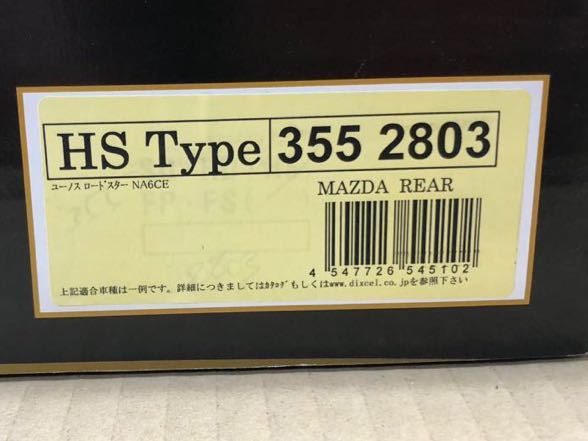 HS Type 355 2803
ユーノス ロードスター NA6CE
MAZDA REAR
4 547726 545102
上記適合車種は一例です。詳細につきましてはｶﾀﾛｸﾞもしくはwww.dixcel.co.jpを参照下さい